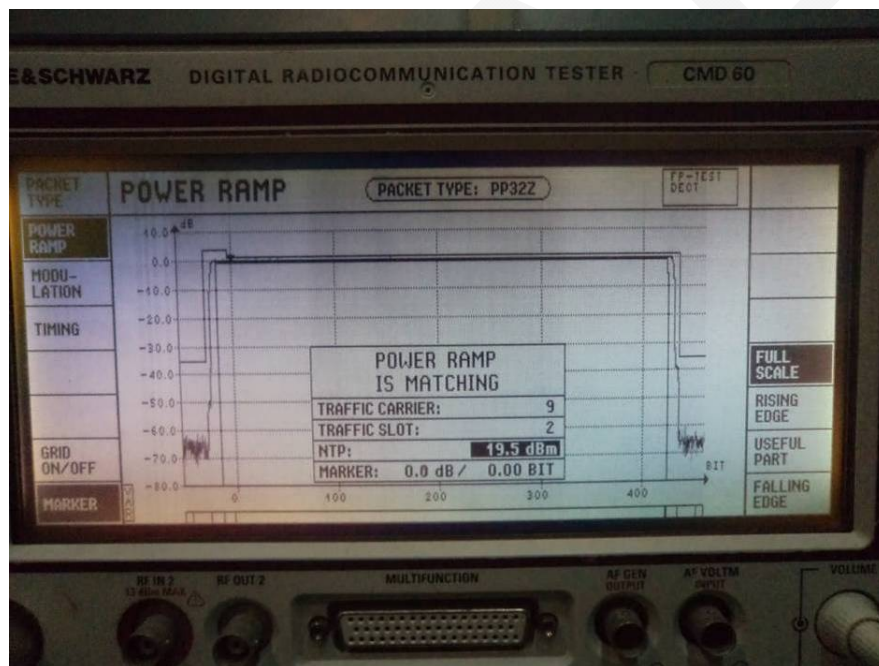 E&SCHWARZ DIGITAL RADIOCOMMUNICATION TESTER CMD 60
PACKET
TYPE
POWER RAMP
PACKET TYPE: PP32Z
FP-TEST
DECT
POWER
RAMP
MODU-
LATION
TIMING
GRID
ON/OFF
MARKER
dB
10.0
0.0
-10.0
-20.0
-30.0
-40.0
-50.0
-60.0
-70.0
-80.0
0 100 200 300 400
BIT
POWER RAMP
IS MATCHING
TRAFFIC CARRIER: 9
TRAFFIC SLOT: 2
NTP: 19.5 dBm
MARKER: 0.0 dB/ 0.00 BIT
FULL
SCALE
RISING
EDGE
USEFUL
PART
FALLING
EDGE
RF IN 2
RF OUT 2
MULTIFUNCTION
AF GEN
OUTPUT
AF VOLTM
INPUT
VOLUME